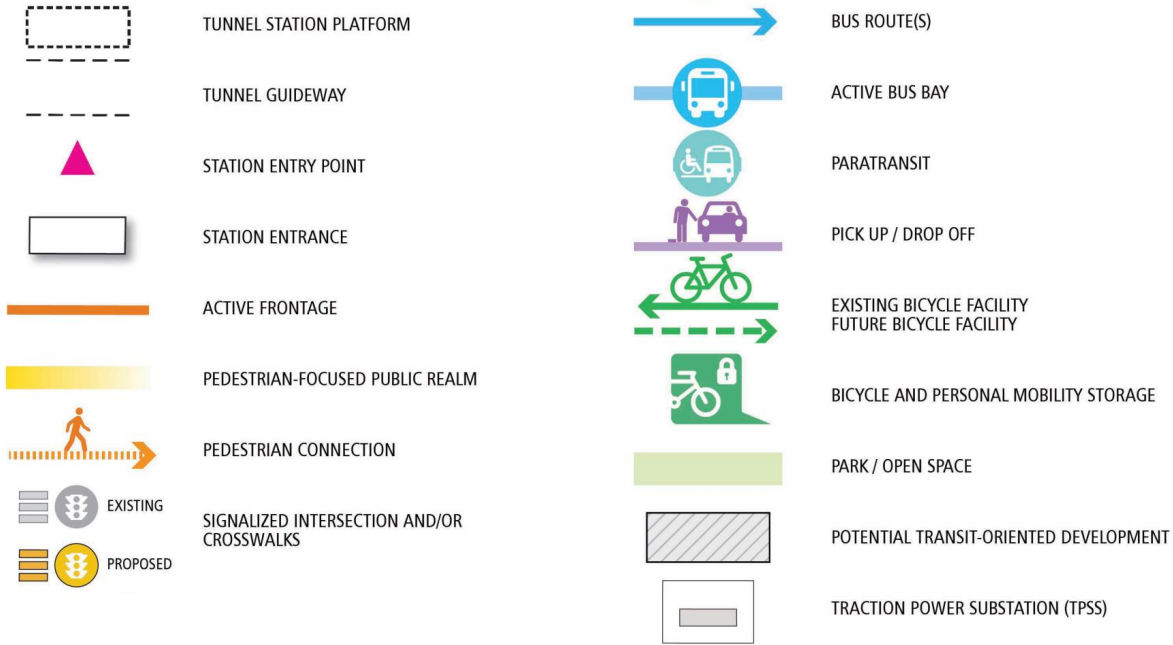 TUNNEL STATION PLATFORM
TUNNEL GUIDEWAY
STATION ENTRY POINT
STATION ENTRANCE
ACTIVE FRONTAGE
PEDESTRIAN-FOCUSED PUBLIC REALM
PEDESTRIAN CONNECTION
EXISTING
SIGNALIZED INTERSECTION AND/OR
CROSSWALKS
PROPOSED
BUS ROUTE(S)
ACTIVE BUS BAY
PARATRANSIT
PICK UP / DROP OFF
EXISTING BICYCLE FACILITY
FUTURE BICYCLE FACILITY
BICYCLE AND PERSONAL MOBILITY STORAGE
PARK / OPEN SPACE
POTENTIAL TRANSIT-ORIENTED DEVELOPMENT
TRACTION POWER SUBSTATION (TPSS)